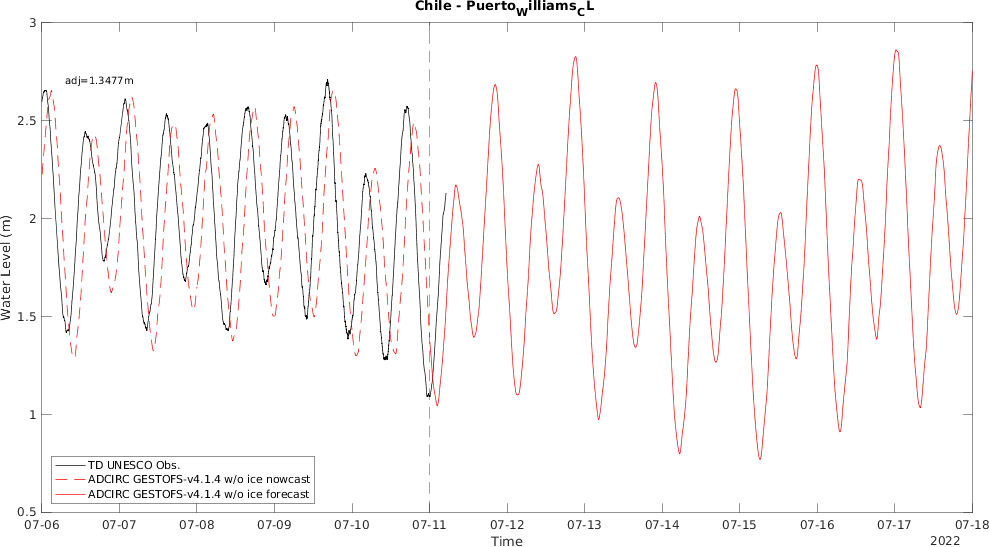 Chile - Puerto_Williams_CL
adj=1.3477m
3
2.5
2
1.5
1
0.5
Water Level (m)
TD UNESCO Obs.
ADCIRC GESTOFS-v4.1.4 w/o ice nowcast
ADCIRC GESTOFS-v4.1.4 w/o ice forecast
07-06 07-07 07-08 07-09 07-10 07-11 07-12 07-13 07-14 07-15 07-16 07-17 07-18
Time
2022